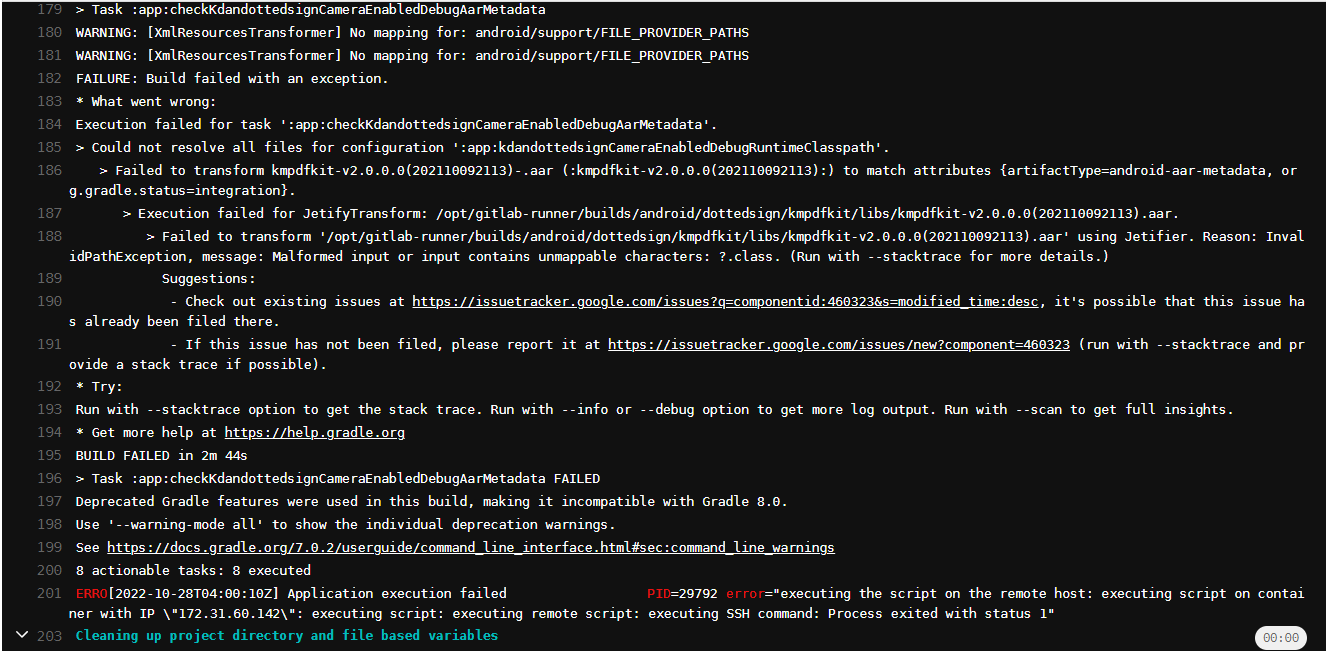 179 > Task :app:checkKdandottedsignCameraEnabledDebugAarMetadata
180 WARNING: [XmlResourcesTransformer] No mapping for: android/support/FILE_PROVIDER_PATHS
181 WARNING: [XmlResourcesTransformer] No mapping for: android/support/FILE_PROVIDER_PATHS
182 FAILURE: Build failed with an exception.
183 * What went wrong:
184 Execution failed for task ':app:checkKdandottedsignCameraEnabledDebugAarMetadata'.
185 > Could not resolve all files for configuration ':app:kdandottedsignCameraEnabledDebugRuntimeClasspath'.
186 > Failed to transform kmpdfkit-v2.0.0.0(202110092113)-.aar (:kmpdfkit-v2.0.0.0(202110092113):) to match attributes {artifactType=android-aar-metadata, or
g.gradle.status=integration}.
187 > Execution failed for JetifyTransform: /opt/gitlab-runner/builds/android/dottedsign/kmpdfkit/libs/kmpdfkit-v2.0.0.0(202110092113).aar.
188 > Failed to transform '/opt/gitlab-runner/builds/android/dottedsign/kmpdfkit/libs/kmpdfkit-v2.0.0.0(202110092113).aar' using Jetifier. Reason: Inval
idPathException, message: Malformed input or input contains unmappable characters: ?.class. (Run with --stacktrace for more details.)
189 Suggestions:
190 - Check out existing issues at https://issuetracker.google.com/issues?q=componentid:460323&s=modified_time:desc, it's possible that this issue ha
s already been filed there.
191 - If this issue has not been filed, please report it at https://issuetracker.google.com/issues/new?component=460323 (run with --stacktrace and pr
ovide a stack trace if possible).
192 * Try:
193 Run with --stacktrace option to get the stack trace. Run with --info or --debug option to get more log output. Run with --scan to get full insights.
194 * Get more help at https://help.gradle.org
195 BUILD FAILED in 2m 44s
196 > Task :app:checkKdandottedsignCameraEnabledDebugAarMetadata FAILED
197 Deprecated Gradle features were used in this build, making it incompatible with Gradle 8.0.
198 Use '--warning-mode all' to show the individual deprecation warnings.
199 See https://docs.gradle.org/7.0.2/userguide/command_line_interface.html#sec:command_line_warnings
200 8 actionable tasks: 8 executed
201 ERRO[2022-10-28T04:00:10Z] Application execution failed PID=29792 error="executing the script on the remote host: executing script on contai
ner with IP \"172.31.60.142\": executing script: executing remote script: executing SSH command: Process exited with status 1"
203 Cleaning up project directory and file based variables 00:00